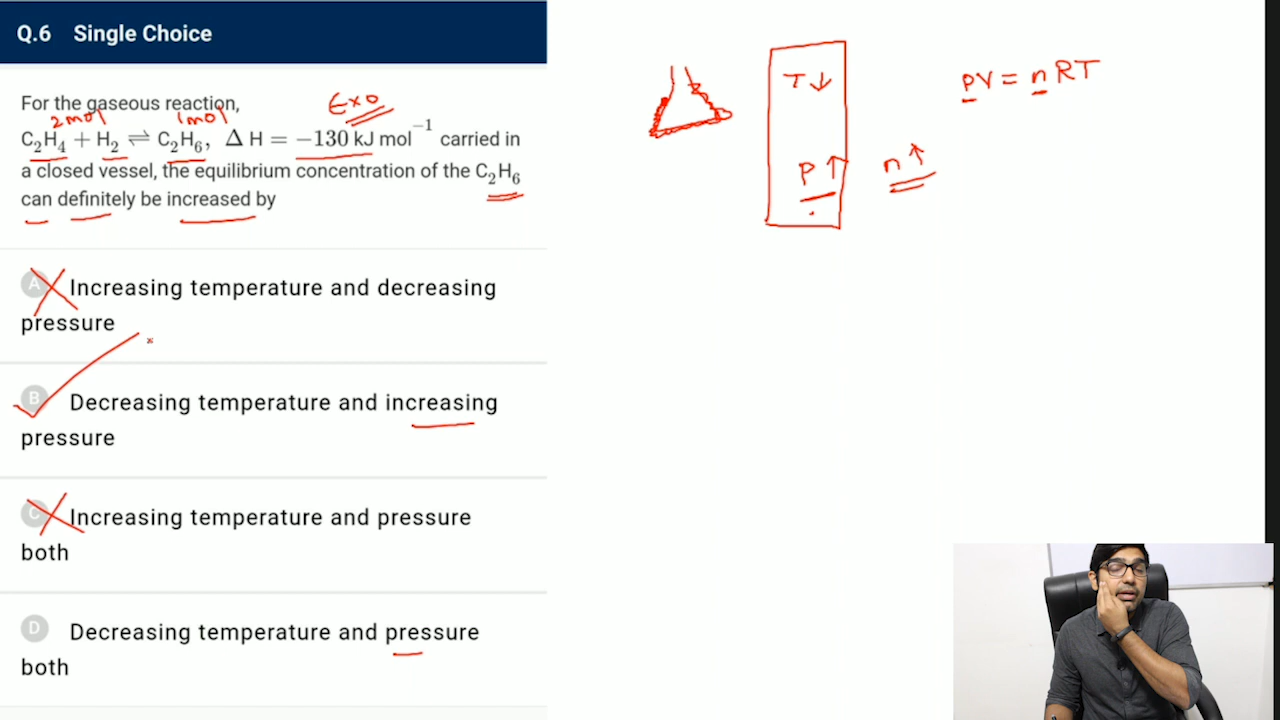 Q.6 Single Choice
For the gaseous reaction,
Exo
2mol 1mol
C₂H₄ + H₂ ⇌ C₂H₆, Δ H = −130 kJ mol⁻¹ carried in
a closed vessel, the equilibrium concentration of the C₂H₆
can definitely be increased by
A Increasing temperature and decreasing
pressure
B Decreasing temperature and increasing
pressure
C Increasing temperature and pressure
both
D Decreasing temperature and pressure
both
T↓
P↑ n↑
PV = nRT